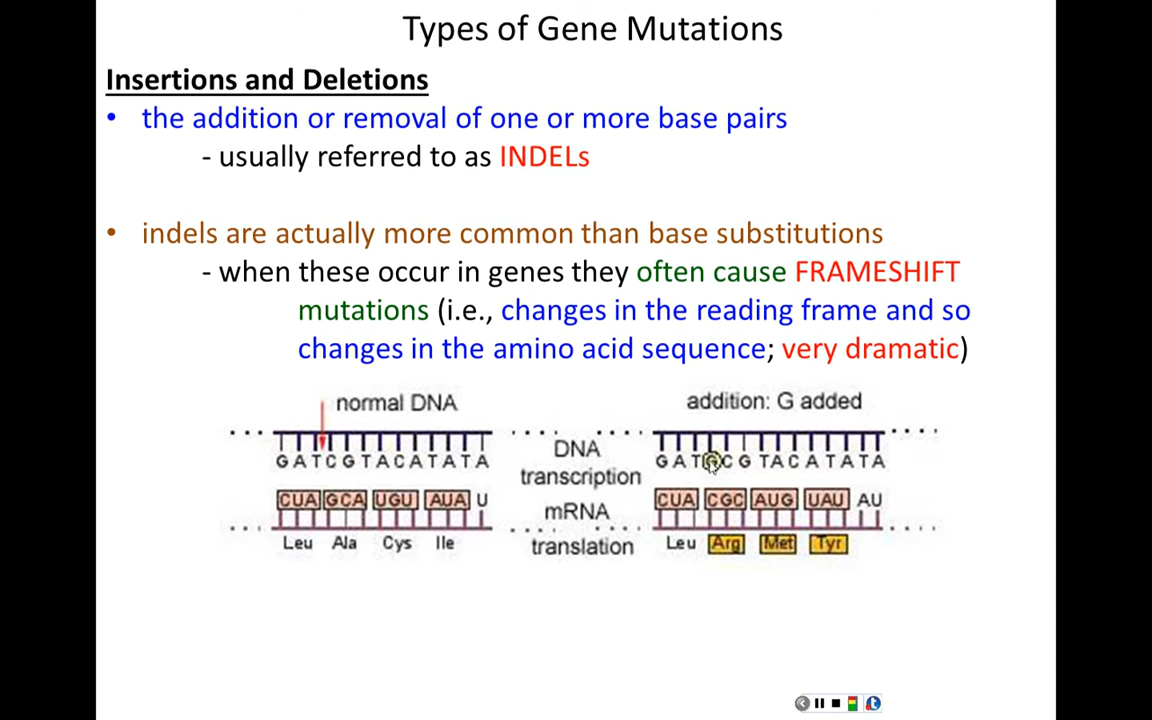 Types of Gene Mutations
Insertions and Deletions
• the addition or removal of one or more base pairs
- usually referred to as INDELs
• indels are actually more common than base substitutions
- when these occur in genes they often cause FRAMESHIFT
mutations (i.e., changes in the reading frame and so
changes in the amino acid sequence; very dramatic)
normal DNA
addition: G added
DNA
GATCGTACATATA
GATGCGTACATATA
transcription
CUA GCA UGU AUA U
mRNA
CUA CGC AUG UAU AU
Leu Ala Cys Ile
translation
Leu Arg Met Tyr